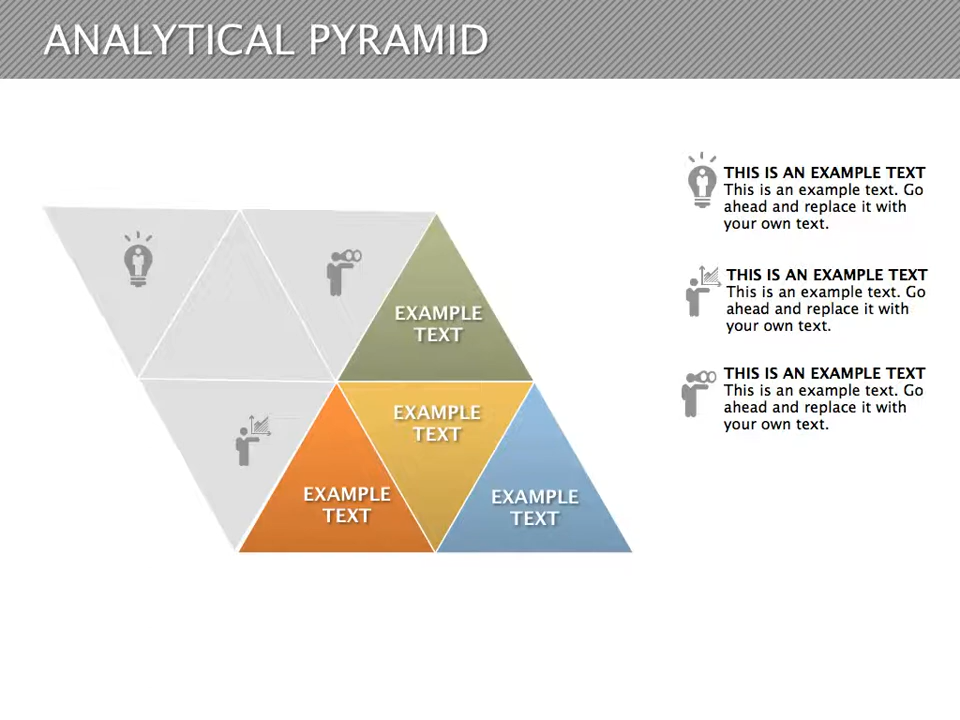 ANALYTICAL PYRAMID
EXAMPLE
TEXT
EXAMPLE
TEXT
EXAMPLE
TEXT
EXAMPLE
TEXT
THIS IS AN EXAMPLE TEXT
This is an example text. Go
ahead and replace it with
your own text.
THIS IS AN EXAMPLE TEXT
This is an example text. Go
ahead and replace it with
your own text.
THIS IS AN EXAMPLE TEXT
This is an example text. Go
ahead and replace it with
your own text.